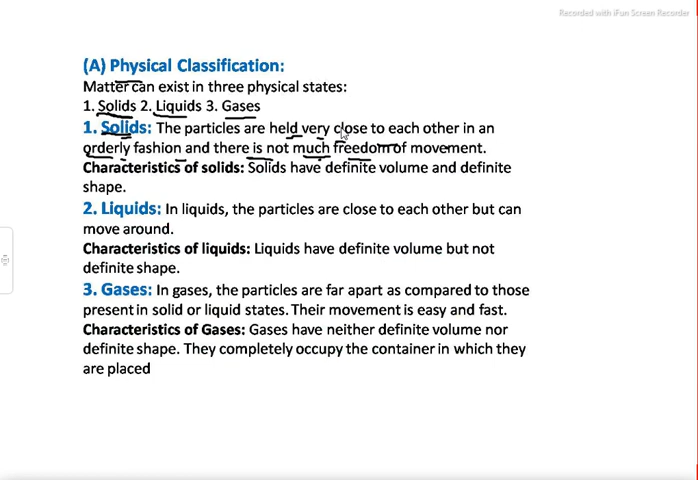 Recorded with iFun Screen Recorder
(A) Physical Classification:
Matter can exist in three physical states:
1. Solids 2. Liquids 3. Gases
1. Solids: The particles are held very close to each other in an
orderly fashion and there is not much freedom of movement.
Characteristics of solids: Solids have definite volume and definite
shape.
2. Liquids: In liquids, the particles are close to each other but can
move around.
Characteristics of liquids: Liquids have definite volume but not
definite shape.
3. Gases: In gases, the particles are far apart as compared to those
present in solid or liquid states. Their movement is easy and fast.
Characteristics of Gases: Gases have neither definite volume nor
definite shape. They completely occupy the container in which they
are placed